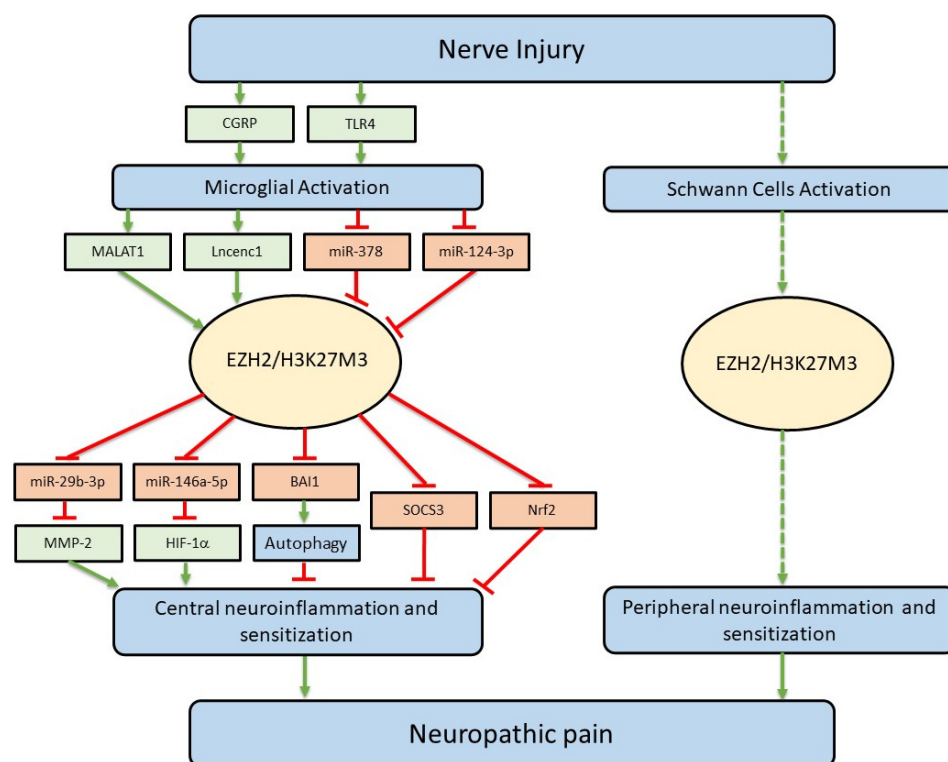 Nerve Injury
CGRP
TLR4
Microglial Activation
Schwann Cells Activation
MALAT1
Lncenc1
miR-378
miR-124-3p
EZH2/H3K27M3
EZH2/H3K27M3
miR-29b-3p
miR-146a-5p
BAI1
SOCS3
Nrf2
MMP-2
HIF-1α
Autophagy
Central neuroinflammation and
sensitization
Peripheral neuroinflammation and
sensitization
Neuropathic pain